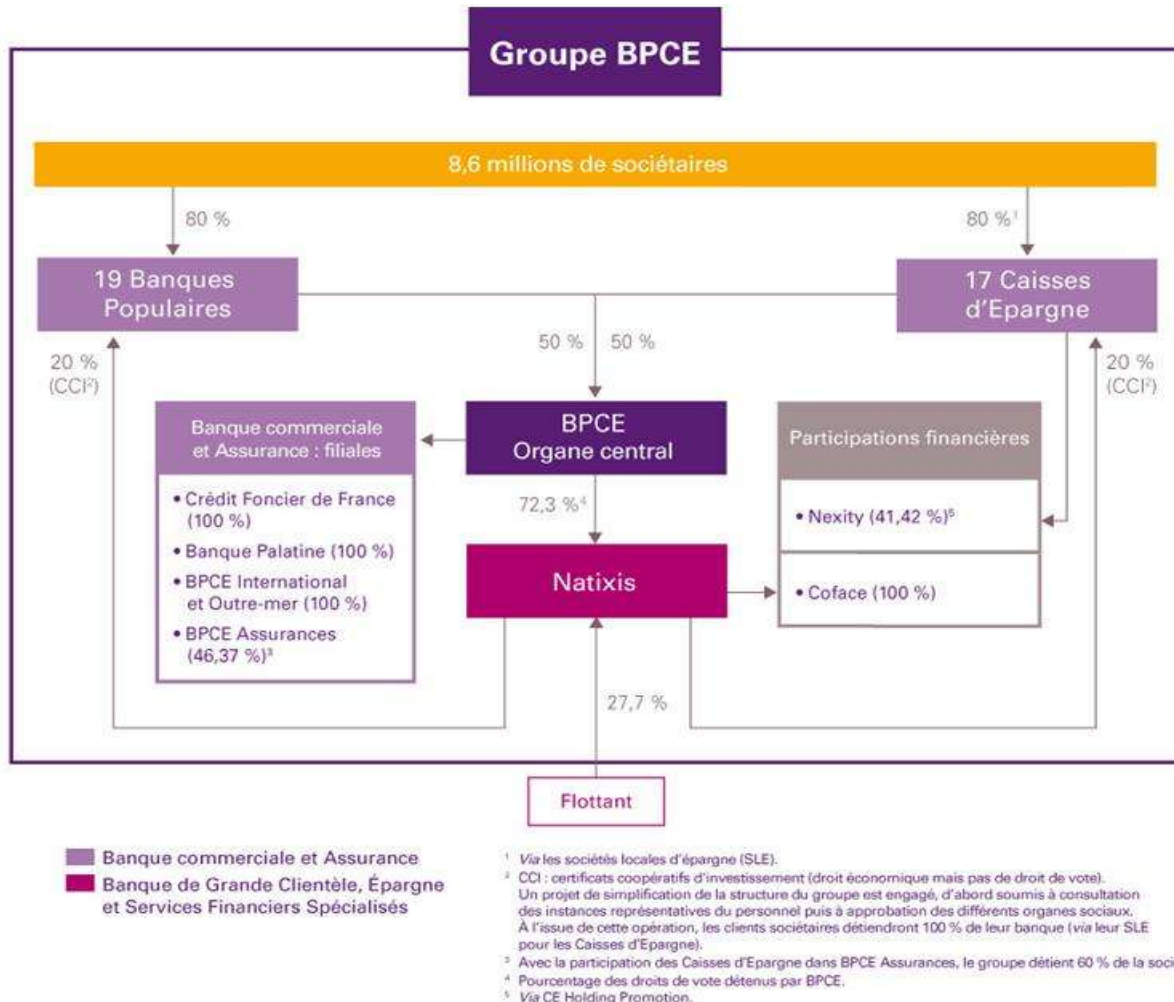 Groupe BPCE
8,6 millions de sociétaires
80 %
80 %¹
19 Banques
Populaires
17 Caisses
d'Epargne
50 %
50 %
20 %
(CCI²)
20 %
(CCI²)
Banque commerciale
et Assurance : filiales
• Crédit Foncier de France
(100 %)
• Banque Palatine (100 %)
• BPCE International
et Outre-mer (100 %)
• BPCE Assurances
(46,37 %)³
BPCE
Organe central
Participations financières
• Nexity (41,42 %)⁵
• Coface (100 %)
72,3 %⁴
Natixis
27,7 %
Flottant
Banque commerciale et Assurance
Banque de Grande Clientèle, Épargne
et Services Financiers Spécialisés
¹ Via les sociétés locales d'épargne (SLE).
² CCI : certificats coopératifs d'investissement (droit économique mais pas de droit de vote).
Un projet de simplification de la structure du groupe est engagé, d'abord soumis à consultation
des instances représentatives du personnel puis à approbation des différents organes sociaux.
À l'issue de cette opération, les clients sociétaires détiendront 100 % de leur banque (via leur SLE
pour les Caisses d'Epargne).
³ Avec la participation des Caisses d'Epargne dans BPCE Assurances, le groupe détient 60 % de la soci
⁴ Pourcentage des droits de vote détenus par BPCE.
⁵ Via CE Holding Promotion.